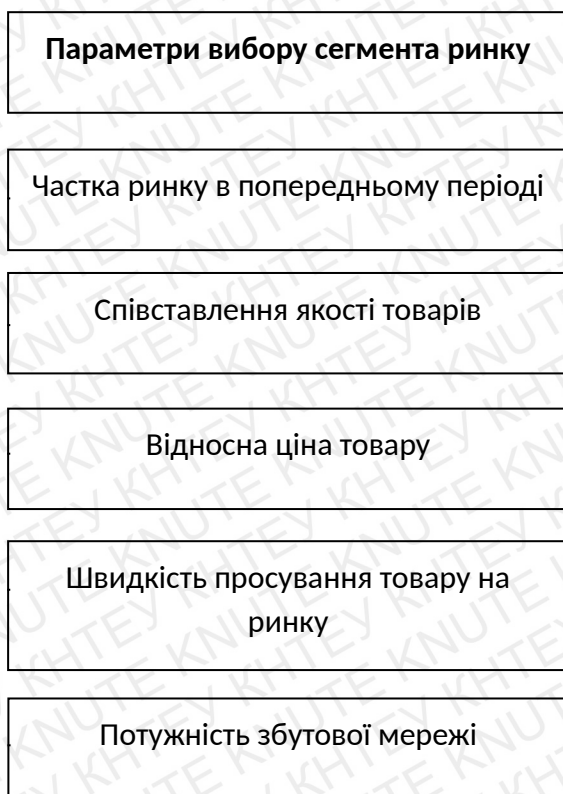 Параметри вибору сегмента ринку
Частка ринку в попередньому періоді
Співставлення якості товарів
Відносна ціна товару
Швидкість просування товару на
ринку
Потужність збутової мережі